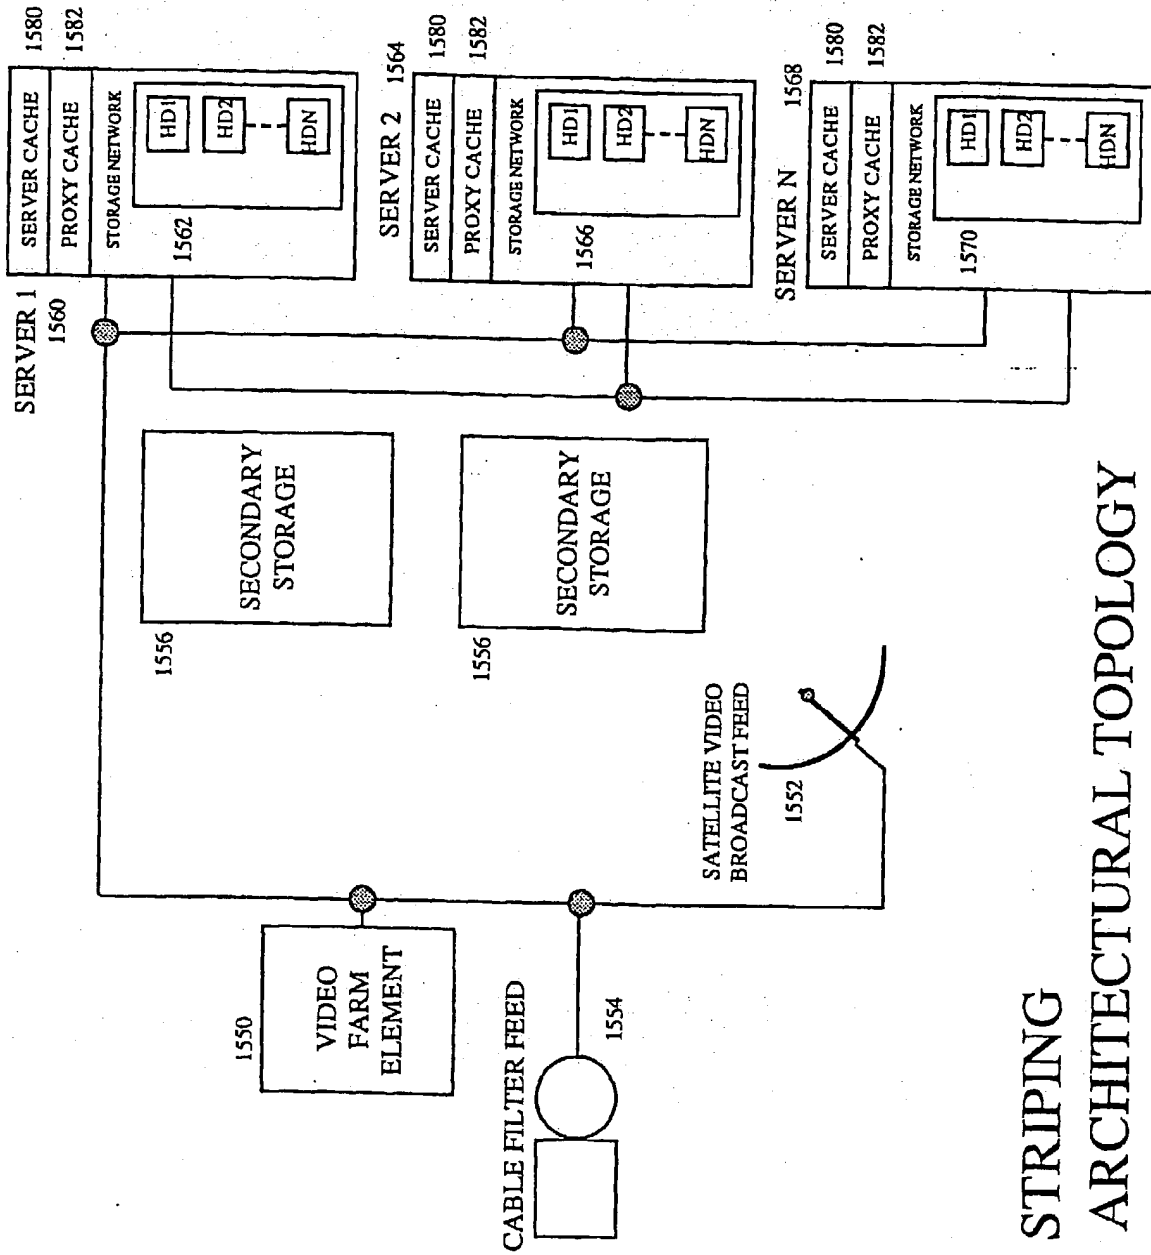 SERVER 1
1560
SERVER CACHE
1580
PROXY CACHE
1582
STORAGE NETWORK
1562
HD1
HD2
HDN
SERVER 2
1564
SERVER CACHE
1580
PROXY CACHE
1582
STORAGE NETWORK
1566
HD1
HD2
HDN
SERVER N
1568
SERVER CACHE
1580
PROXY CACHE
1582
STORAGE NETWORK
1570
HD1
HD2
HDN
1556
SECONDARY
STORAGE
1556
SECONDARY
STORAGE
1550
VIDEO
FARM
ELEMENT
CABLE FILTER FEED
1554
SATELLITE VIDEO
BROADCAST FEED
1552
STRIPING
ARCHITECTURAL TOPOLOGY